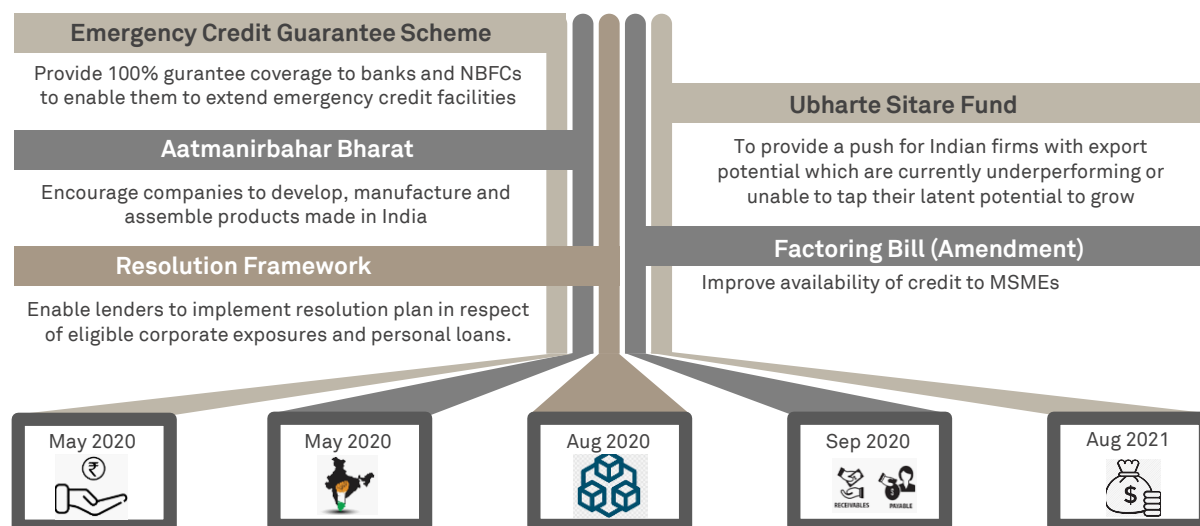 Emergency Credit Guarantee Scheme
Provide 100% gurantee coverage to banks and NBFCs
to enable them to extend emergency credit facilities
Aatmanirbahar Bharat
Encourage companies to develop, manufacture and
assemble products made in India
Resolution Framework
Enable lenders to implement resolution plan in respect
of eligible corporate exposures and personal loans.
Ubharte Sitare Fund
To provide a push for Indian firms with export
potential which are currently underperforming or
unable to tap their latent potential to grow
Factoring Bill (Amendment)
Improve availability of credit to MSMEs
May 2020
₹
May 2020
Aug 2020
Sep 2020
RECEIVABLES PAYABLE
Aug 2021
$